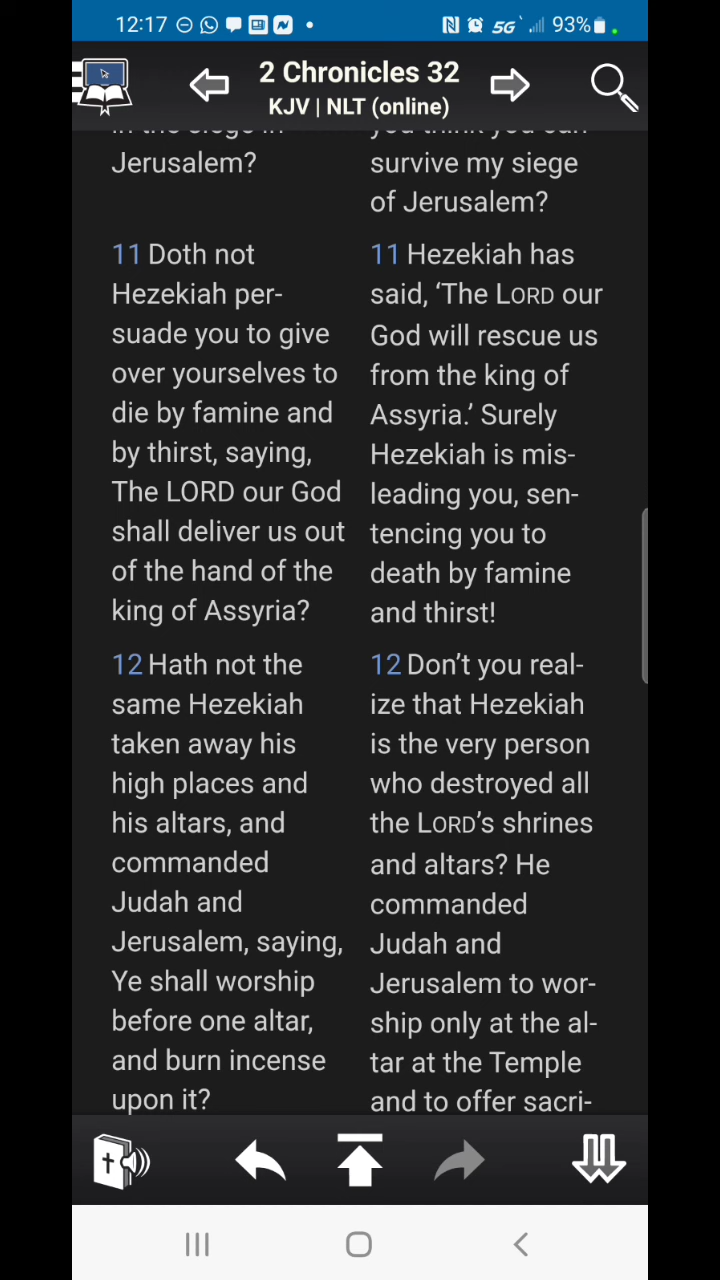 12:17
5G
93%
2 Chronicles 32
KJV | NLT (online)
in the siege in
Jerusalem?
11 Doth not
Hezekiah per-
suade you to give
over yourselves to
die by famine and
by thirst, saying,
The LORD our God
shall deliver us out
of the hand of the
king of Assyria?
12 Hath not the
same Hezekiah
taken away his
high places and
his altars, and
commanded
Judah and
Jerusalem, saying,
Ye shall worship
before one altar,
and burn incense
upon it?
you think you can
survive my siege
of Jerusalem?
11 Hezekiah has
said, ‘The LORD our
God will rescue us
from the king of
Assyria.’ Surely
Hezekiah is mis-
leading you, sen-
tencing you to
death by famine
and thirst!
12 Don’t you real-
ize that Hezekiah
is the very person
who destroyed all
the LORD’s shrines
and altars? He
commanded
Judah and
Jerusalem to wor-
ship only at the al-
tar at the Temple
and to offer sacri-